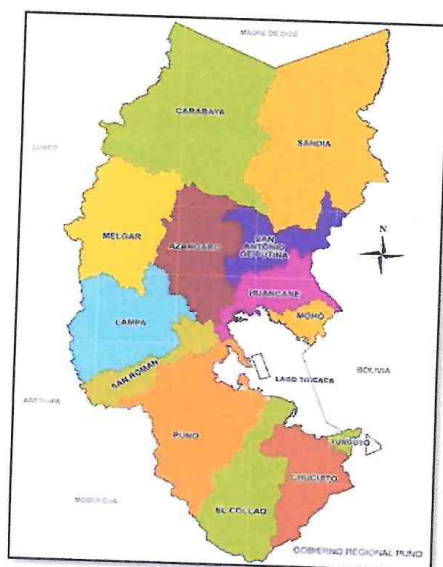 MADRE DE DIOS
CARABAYA
SANDIA
CUSCO
MELGAR
AZANGARO
SAN
ANTONIO
DE PUTINA
N
HUANCANE
MOHO
LAMPA
SAN ROMAN
LAGO TITICACA
BOLIVIA
AREQUIPA
PUNO
YUNGUYO
CHUCUITO
MOQUEGUA
EL COLLAO
GOBIERNO REGIONAL PUNO